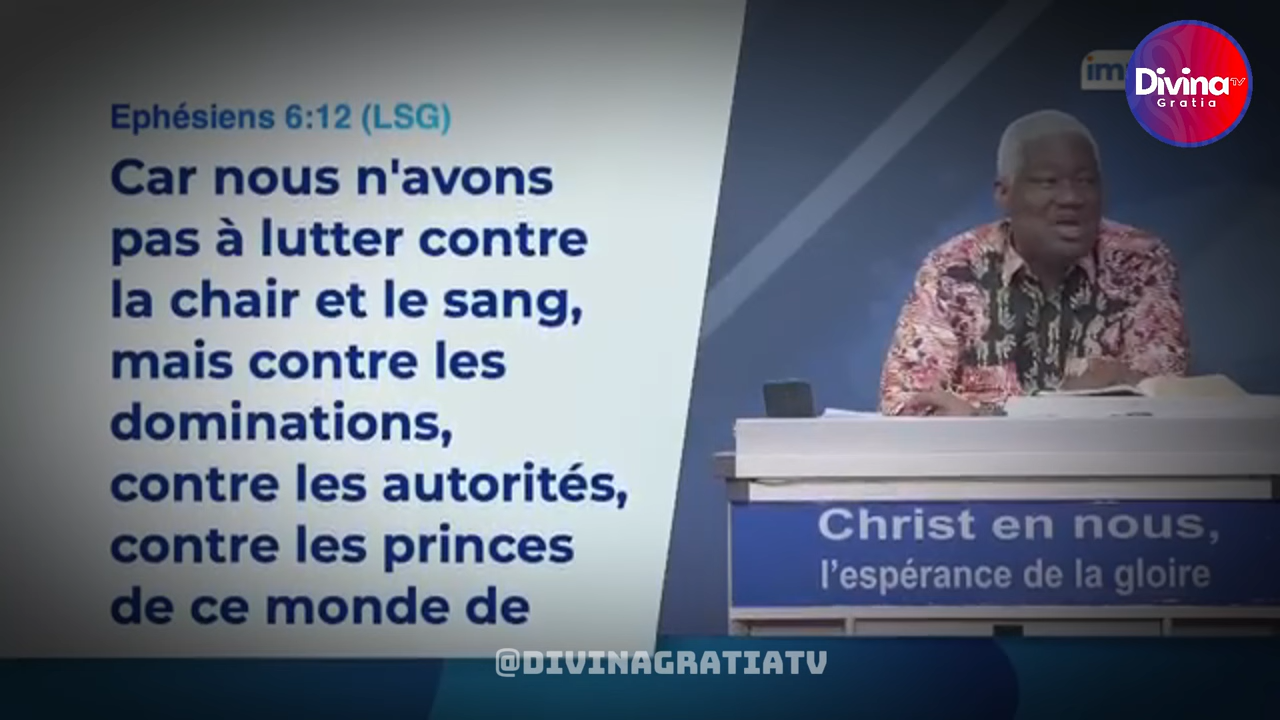 Ephésiens 6:12 (LSG)
Car nous n'avons
pas à lutter contre
la chair et le sang,
mais contre les
dominations,
contre les autorités,
contre les princes
de ce monde de
Divina TV
Gratia
Christ en nous,
l'espérance de la gloire
@DIVINAGRATIATV